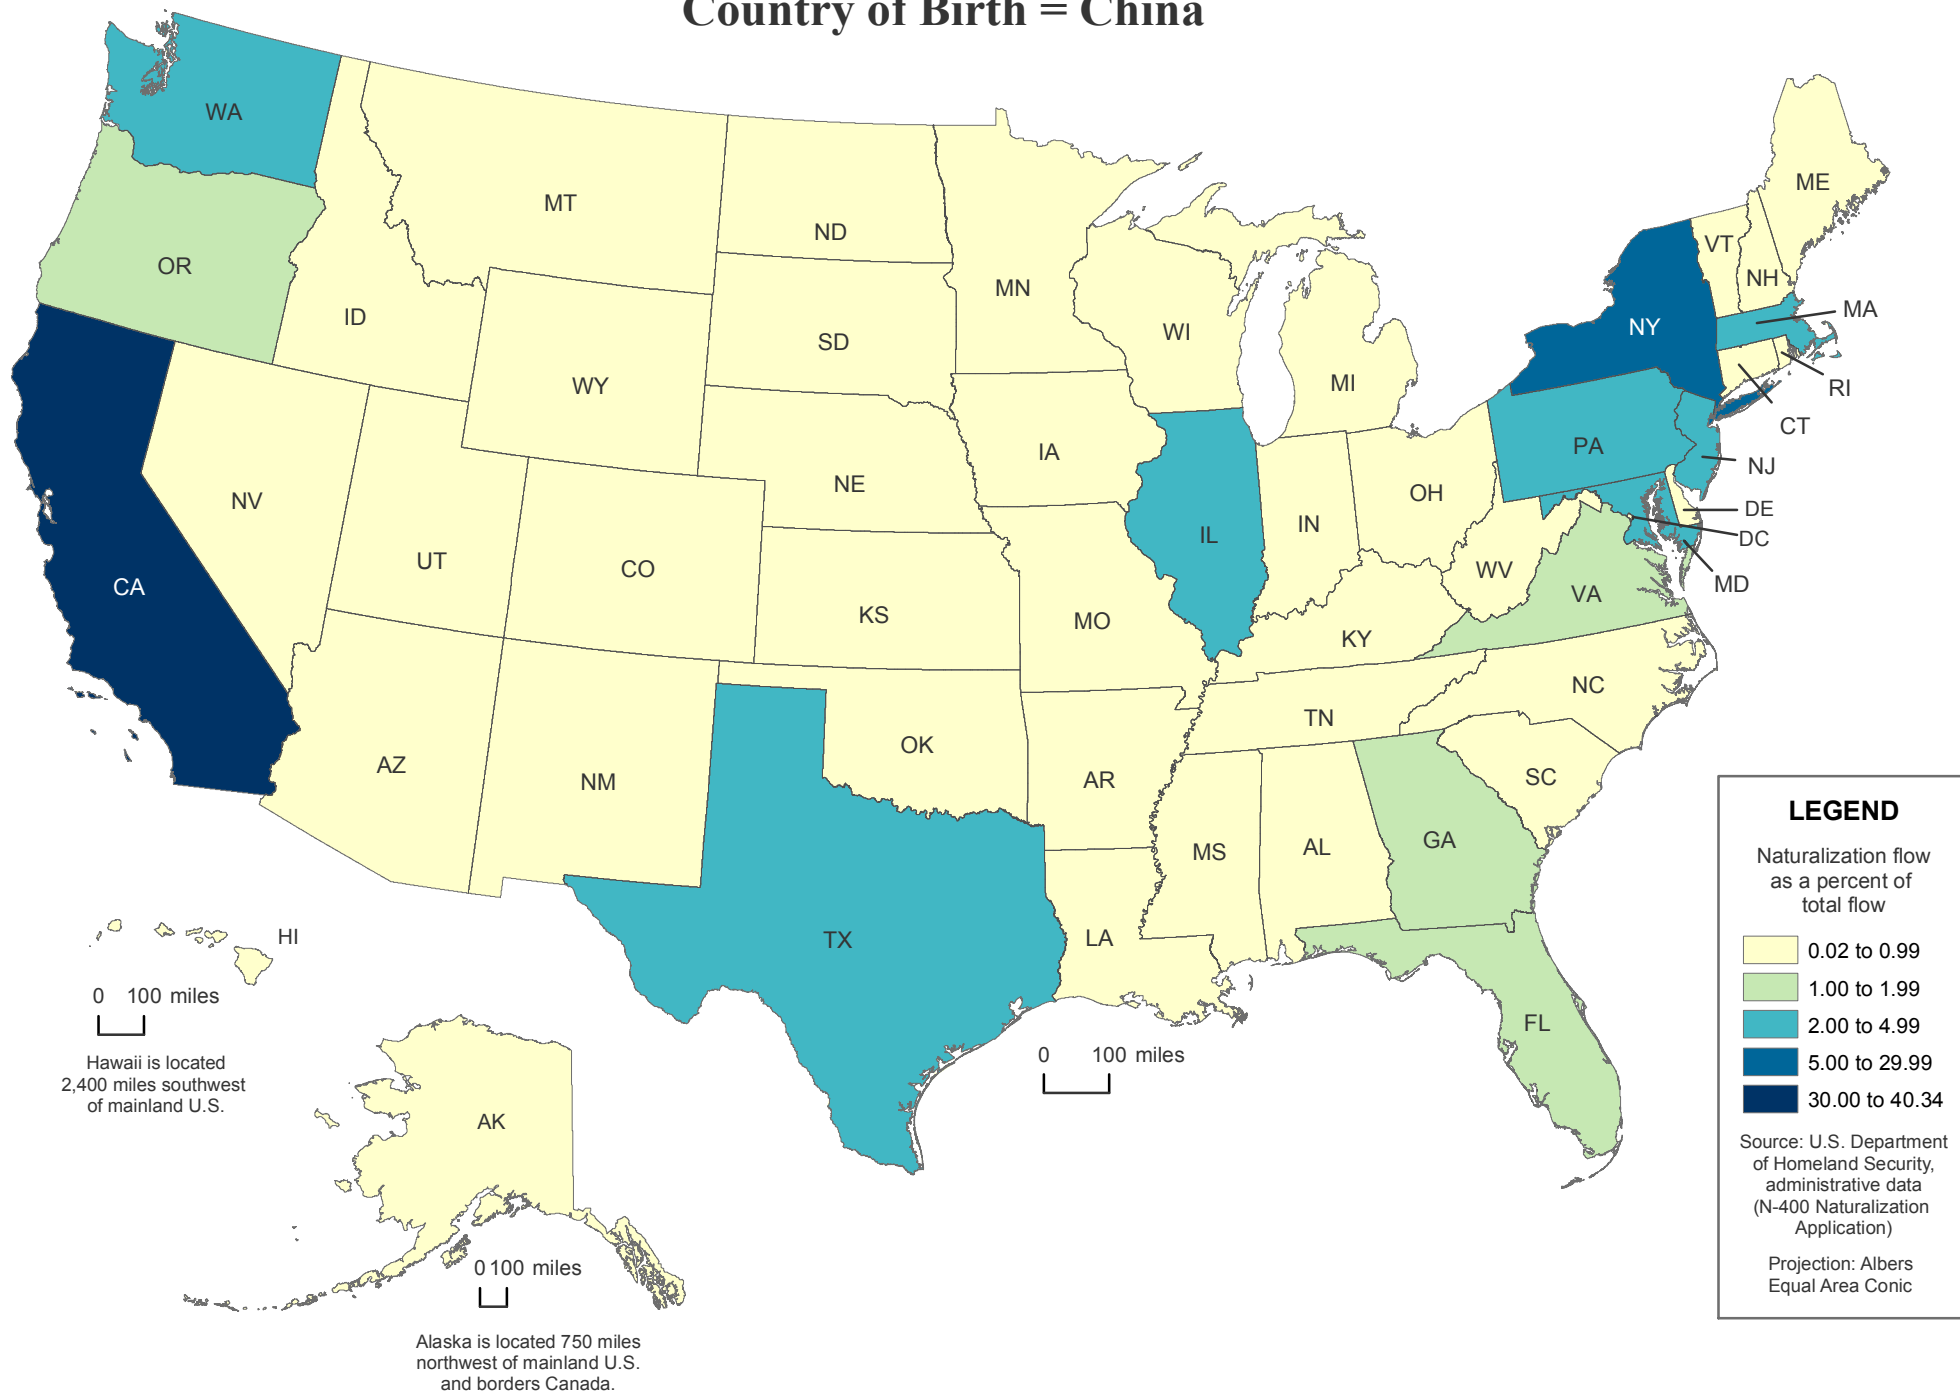 Country of Birth = China
WA
OR
CA
ID
NV
MT
WY
UT
AZ
CO
NM
ND
SD
NE
KS
OK
TX
MN
IA
MO
AR
LA
WI
IL
MI
IN
OH
KY
TN
MS
AL
GA
FL
SC
NC
VA
WV
PA
NY
VT
NH
ME
MA
RI
CT
NJ
DE
DC
MD
HI
0 100 miles
Hawaii is located
2,400 miles southwest
of mainland U.S.
AK
0 100 miles
Alaska is located 750 miles
northwest of mainland U.S.
and borders Canada.
0 100 miles
LEGEND
Naturalization flow
as a percent of
total flow
0.02 to 0.99
1.00 to 1.99
2.00 to 4.99
5.00 to 29.99
30.00 to 40.34
Source: U.S. Department
of Homeland Security,
administrative data
(N-400 Naturalization
Application)
Projection: Albers
Equal Area Conic